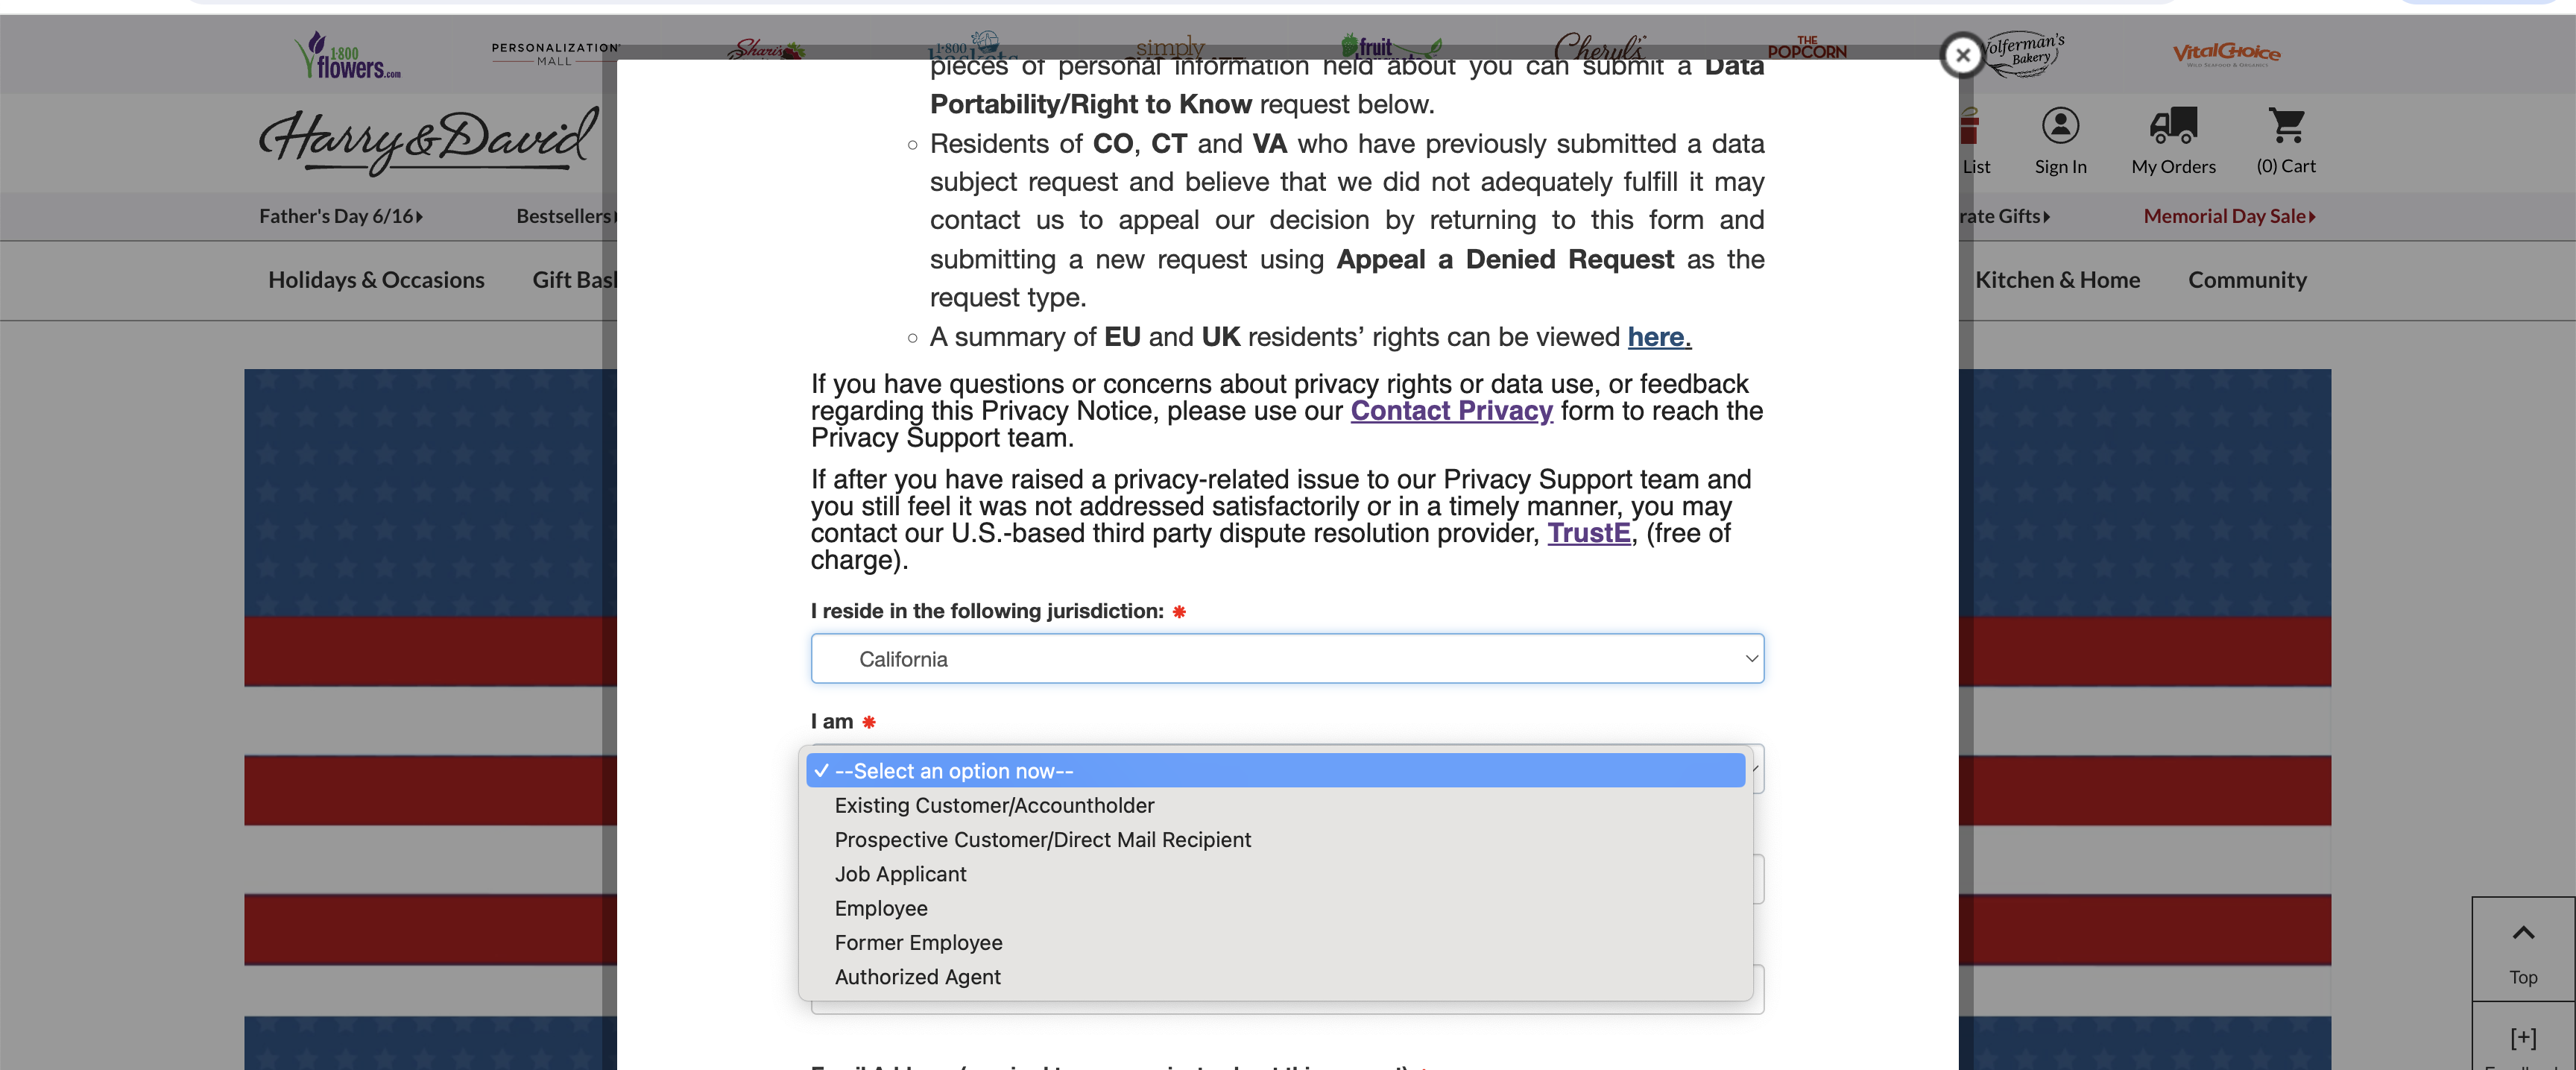 1·800
flowers.com
PERSONALIZATION
MALL
Shari's
1-800
simply
fruit
Cheryl's
THE
POPCORN
Wolferman's
Bakery
VitalChoice
WILD SEAFOOD & ORGANICS
Harry & David
List
Sign In
My Orders
(0) Cart
Father's Day 6/16
Bestsellers
rate Gifts
Memorial Day Sale
Holidays & Occasions
Gift Bas
Kitchen & Home
Community
pieces of personal information held about you can submit a Data
Portability/Right to Know request below.
Residents of CO, CT and VA who have previously submitted a data
subject request and believe that we did not adequately fulfill it may
contact us to appeal our decision by returning to this form and
submitting a new request using Appeal a Denied Request as the
request type.
A summary of EU and UK residents’ rights can be viewed here.
If you have questions or concerns about privacy rights or data use, or feedback
regarding this Privacy Notice, please use our Contact Privacy form to reach the
Privacy Support team.
If after you have raised a privacy-related issue to our Privacy Support team and
you still feel it was not addressed satisfactorily or in a timely manner, you may
contact our U.S.-based third party dispute resolution provider, TrustE, (free of
charge).
I reside in the following jurisdiction: *
California
I am *
✓ --Select an option now--
Existing Customer/Accountholder
Prospective Customer/Direct Mail Recipient
Job Applicant
Employee
Former Employee
Authorized Agent
Top
[+]